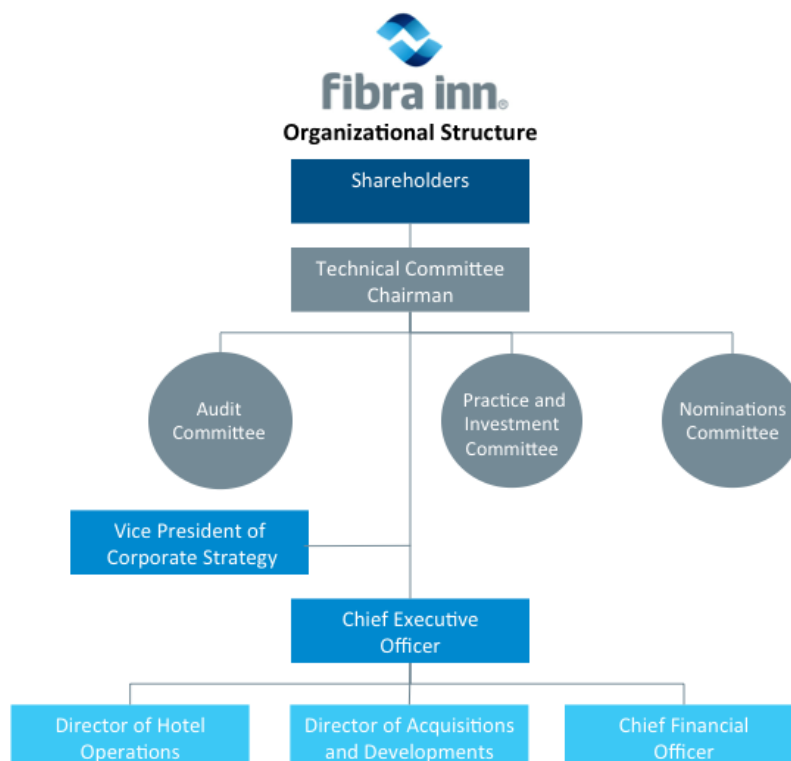 fibra inn®
Organizational Structure
Shareholders
Technical Committee
Chairman
Audit
Committee
Practice and
Investment
Committee
Nominations
Committee
Vice President of
Corporate Strategy
Chief Executive
Officer
Director of Hotel
Operations
Director of Acquisitions
and Developments
Chief Financial
Officer